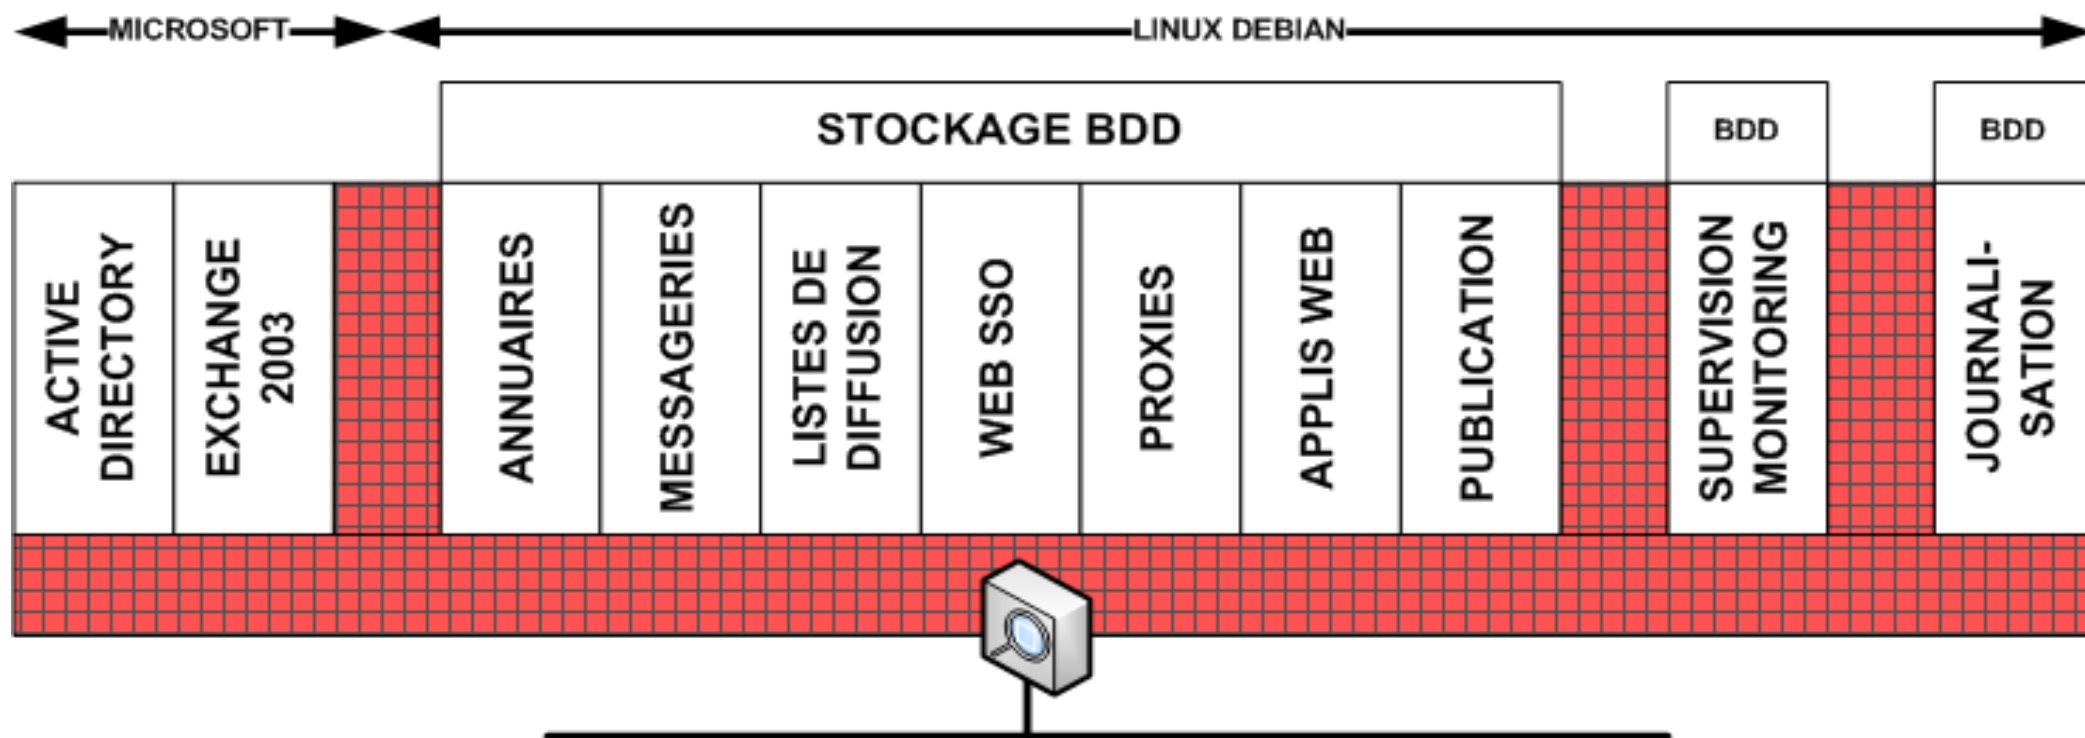 MICROSOFT
LINUX DEBIAN
STOCKAGE BDD
BDD
BDD
ACTIVE
DIRECTORY
EXCHANGE
2003
ANNUAIRES
MESSAGERIES
LISTES DE
DIFFUSION
WEB SSO
PROXIES
APPLIS WEB
PUBLICATION
SUPERVISION
MONITORING
JOURNALI-
SATION